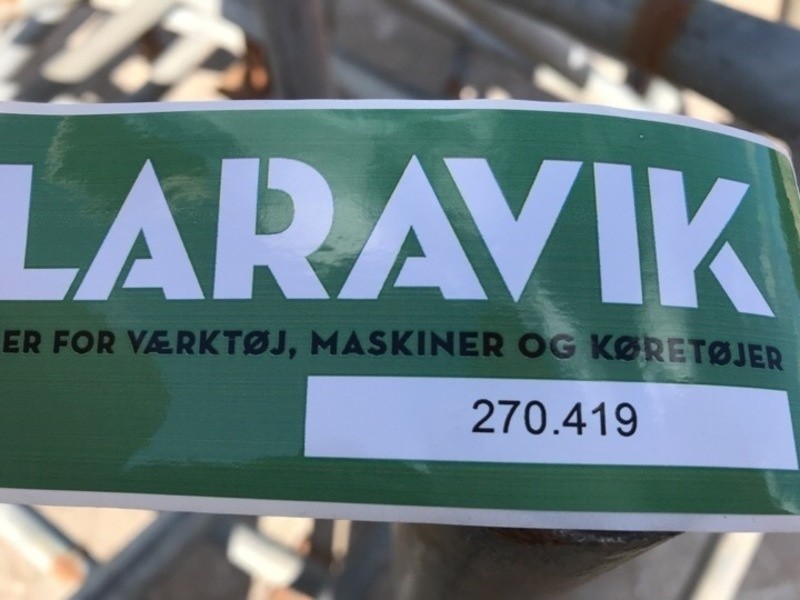 LARAVIK
ER FOR VÆRKTØJ, MASKINER OG KØRETØJER
270.419